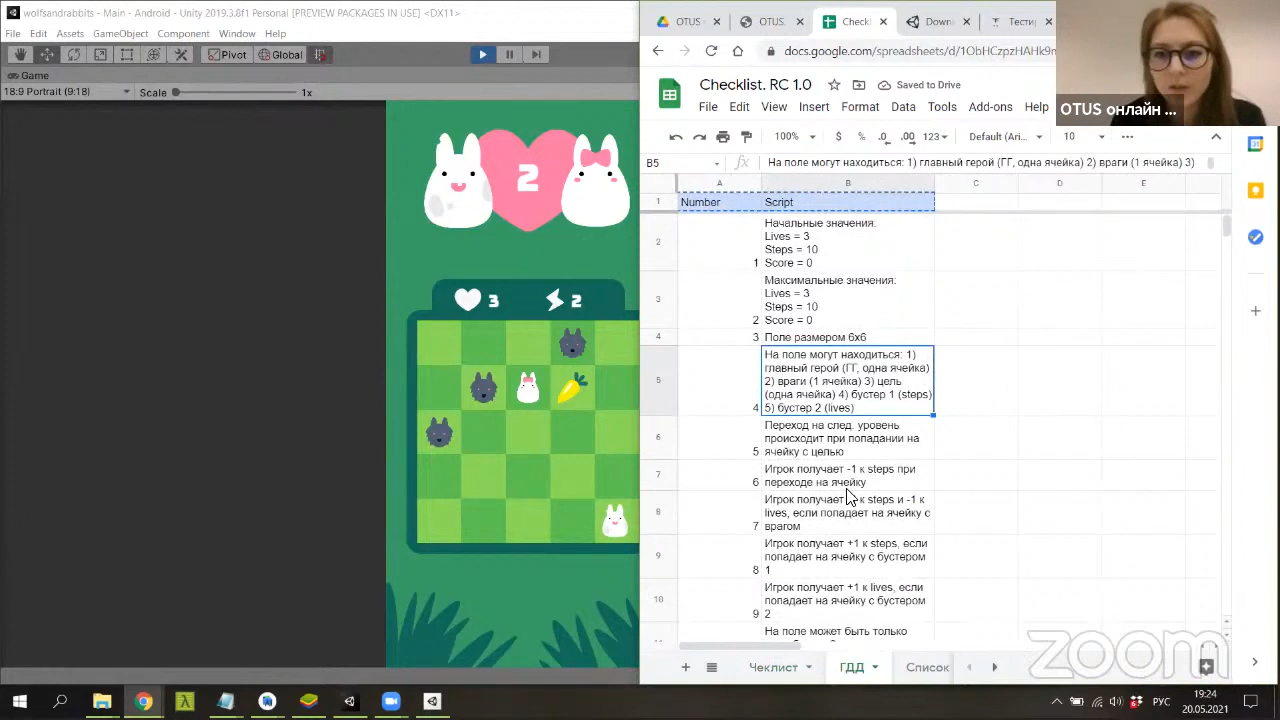 wolfsandrabbits - Main - Android - Unity 2019.3.8f1 Personal [PREVIEW PACKAGES IN USE] <DX11>
File Edit Assets GameObject Component Window Help
Pivot Global
Game
18:9 Portrait (9:18) Scale 1x
2
3 2
OTUS OTUS. Checkl Down Тести
docs.google.com/spreadsheets/d/1ObHCzpzHAHk9
Checklist. RC 1.0 Saved to Drive
File Edit View Insert Format Data Tools Add-ons Help
OTUS онлайн ...
100% $ % .0 .00 123 Default (Ari... 10
B5 fx На поле могут находиться: 1) главный герой (ГГ, одна ячейка) 2) враги (1 ячейка) 3)
A B C D E
1 Number Script
2 1 Начальные значения:
Lives = 3
Steps = 10
Score = 0
3 2 Максимальные значения:
Lives = 3
Steps = 10
Score = 0
4 3 Поле размером 6x6
5 4 На поле могут находиться: 1)
главный герой (ГГ, одна ячейка)
2) враги (1 ячейка) 3) цель
(одна ячейка) 4) бустер 1 (steps)
5) бустер 2 (lives)
6 5 Переход на след. уровень
происходит при попадании на
ячейку с целью
7 6 Игрок получает -1 к steps при
переходе на ячейку
8 7 Игрок получает к steps и -1 к
lives, если попадает на ячейку с
врагом
9 8 Игрок получает +1 к steps, если
попадает на ячейку с бустером
1
10 9 Игрок получает +1 к lives, если
попадает на ячейку с бустером
2
На поле может быть только
zoom
Чеклист ГДД Список
РУС
19:24
20.05.2021